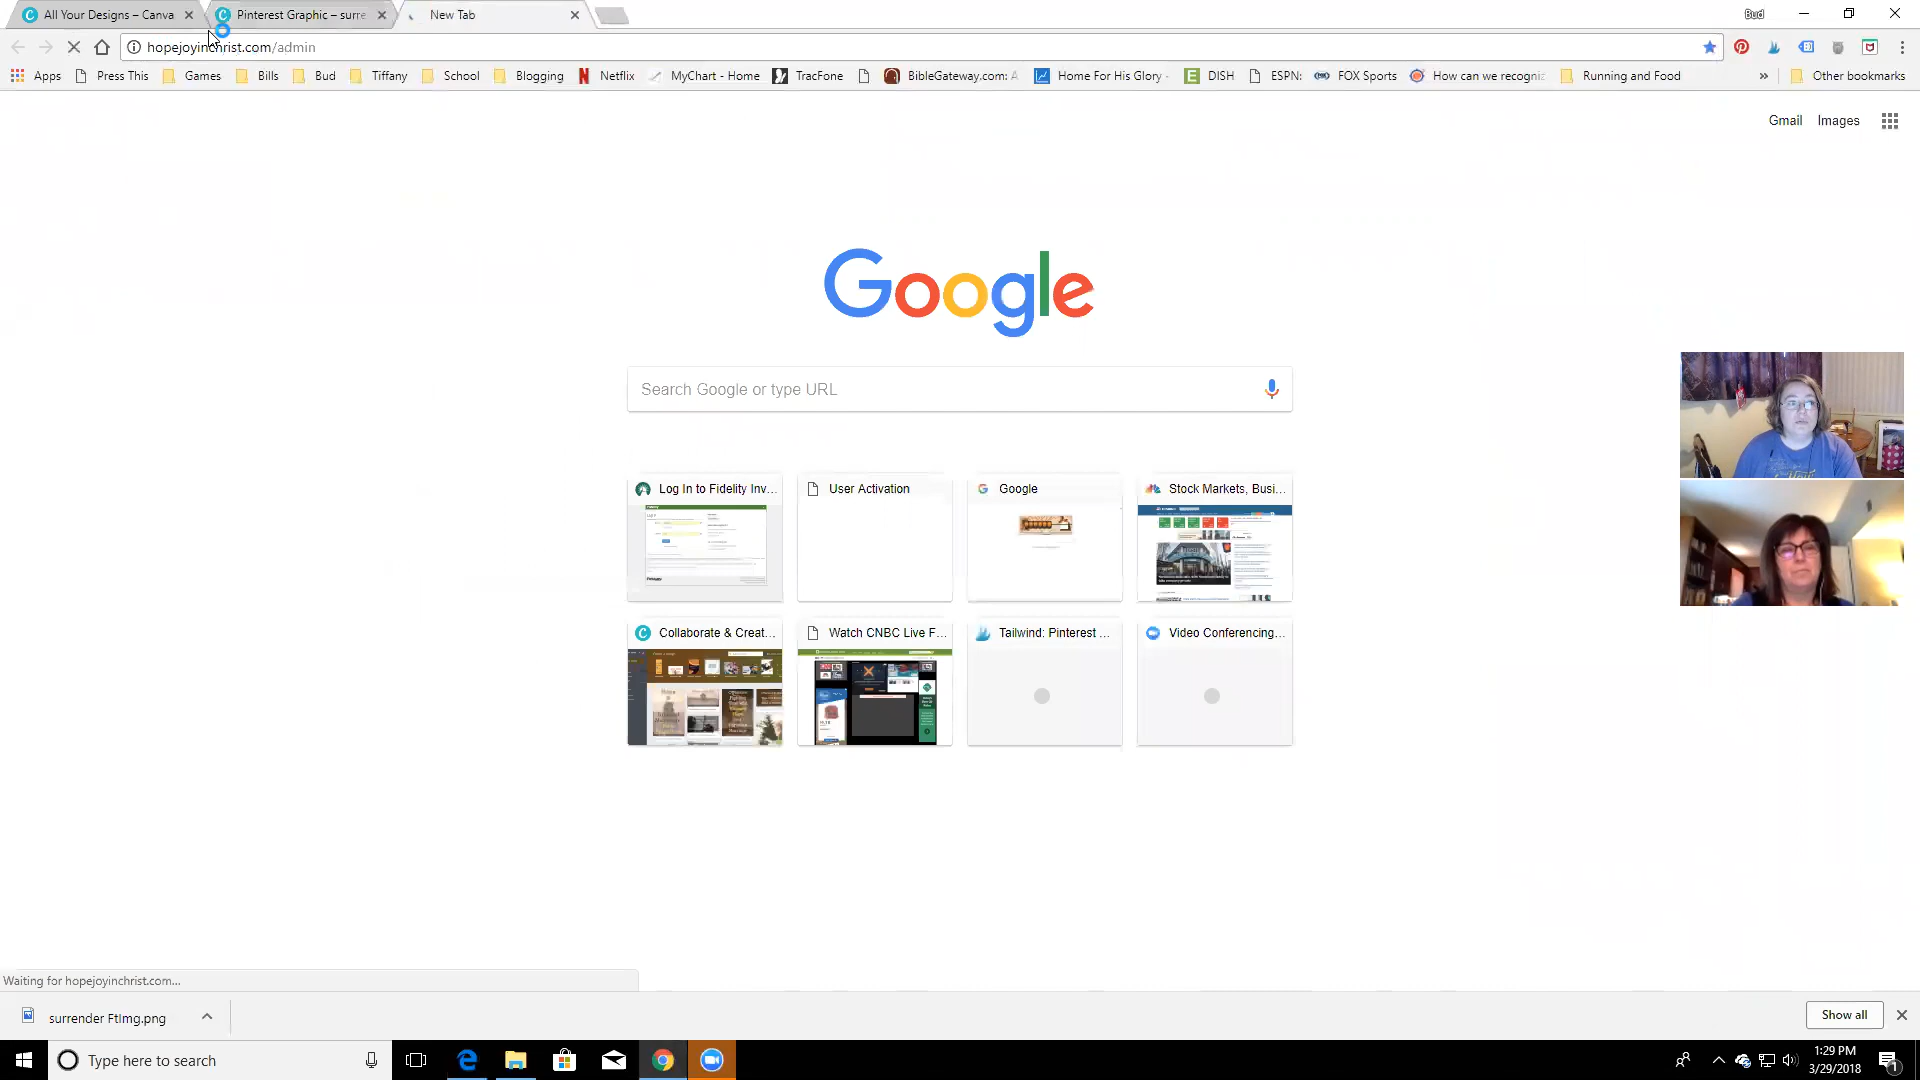 All Your Designs – Canva
Pinterest Graphic – surre
New Tab
Bud
hopejoyinchrist.com/admin
Apps
Press This
Games
Bills
Bud
Tiffany
School
Blogging
Netflix
MyChart - Home
TracFone
BibleGateway.com: A
Home For His Glory -
DISH
ESPN:
FOX Sports
How can we recogni
Running and Food
»
Other bookmarks
Gmail
Images
Google
Search Google or type URL
Log In to Fidelity Inv...
User Activation
Google
Stock Markets, Busi...
Collaborate & Creat...
Watch CNBC Live F...
Tailwind: Pinterest ...
Video Conferencing...
Waiting for hopejoyinchrist.com...
surrender FtImg.png
Show all
Type here to search
1:29 PM
3/29/2018
1